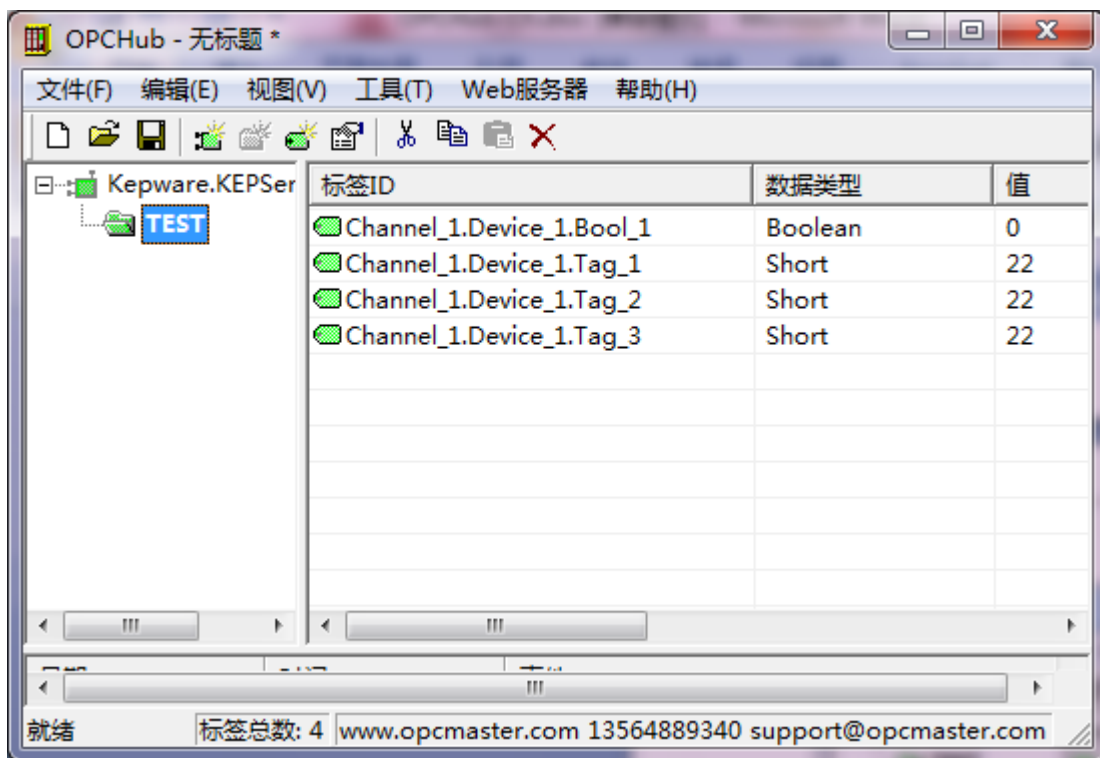 OPCHub - 无标题 *
文件(F) 编辑(E) 视图(V) 工具(T) Web服务器 帮助(H)
Kepware.KEPSer
TEST
标签ID 数据类型 值
Channel_1.Device_1.Bool_1 Boolean 0
Channel_1.Device_1.Tag_1 Short 22
Channel_1.Device_1.Tag_2 Short 22
Channel_1.Device_1.Tag_3 Short 22
就绪 标签总数: 4 www.opcmaster.com 13564889340 support@opcmaster.com